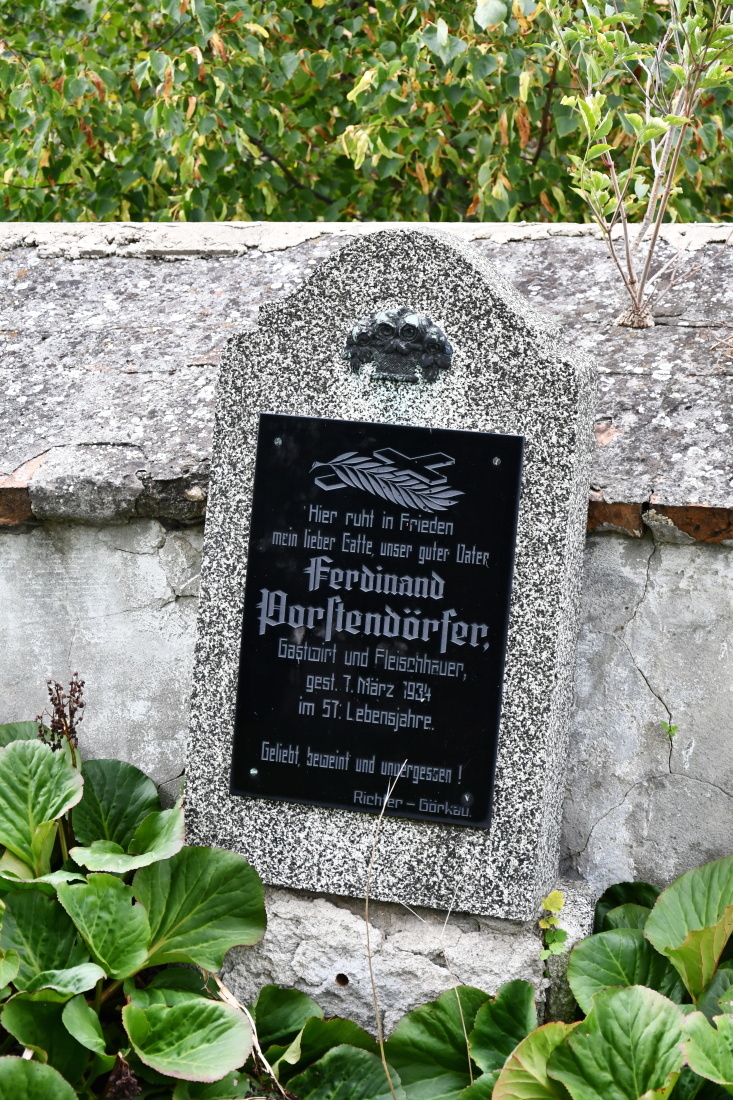 Hier ruht in Frieden
mein lieber Gatte, unser guter Vater
Ferdinand
Porstendörfer,
Gastwirt und Fleischhauer,
gest. 7. März 1934
im 57. Lebensjahre.
Geliebt, beweint und unvergessen !
Richter – Görkau.